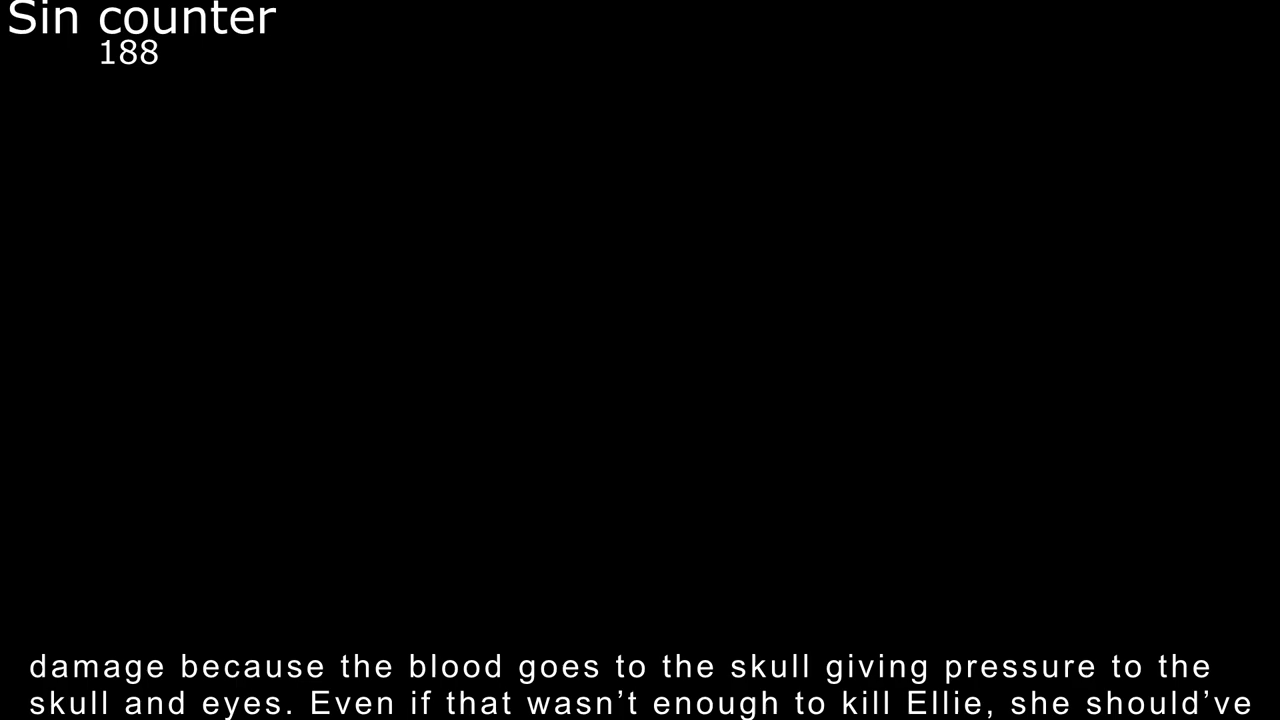 Sin counter
188
damage because the blood goes to the skull giving pressure to the
skull and eyes. Even if that wasn’t enough to kill Ellie, she should’ve